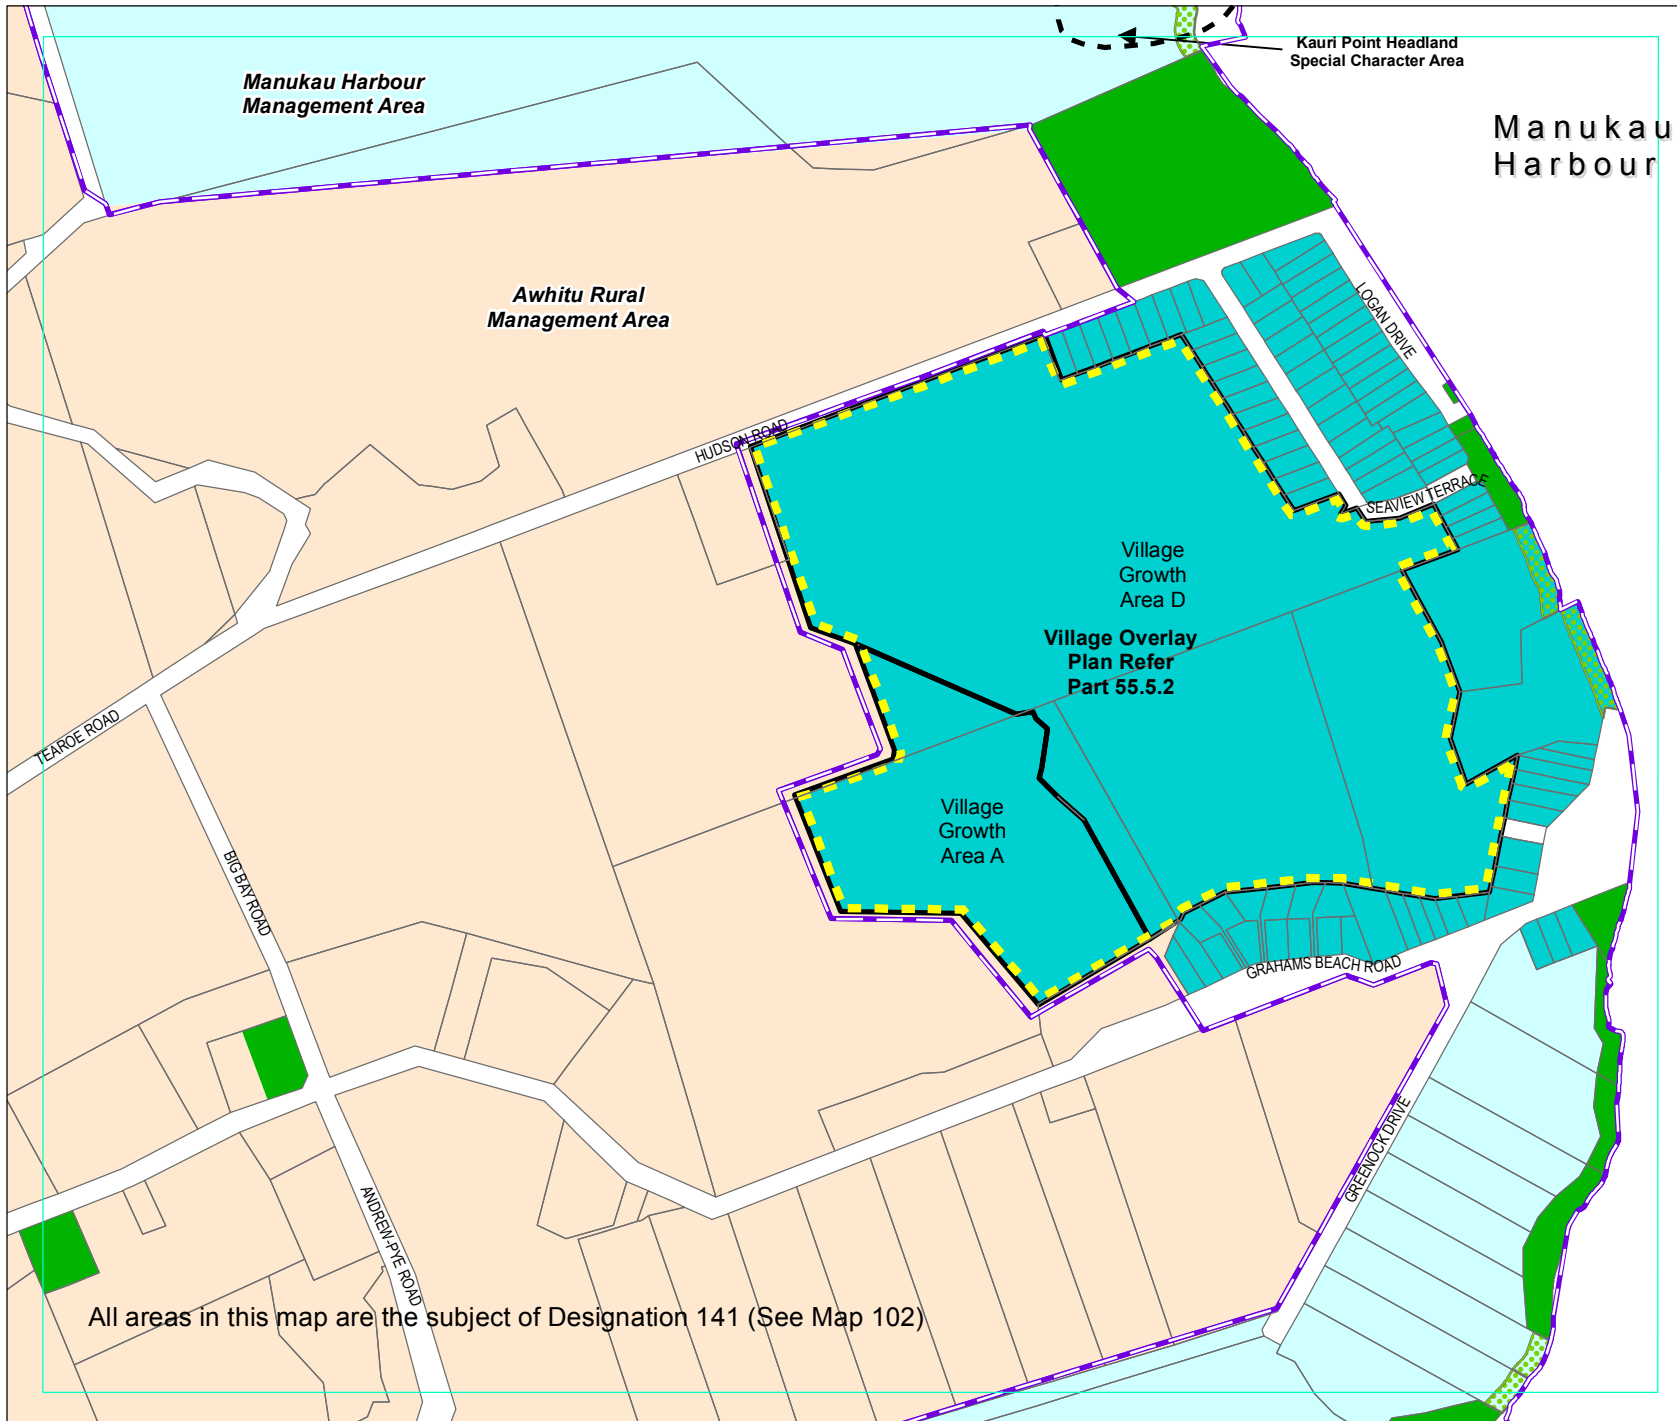 Kauri Point Headland
Special Character Area
Manukau Harbour
Management Area
Manukau
Harbour
Awhitu Rural
Management Area
LOGAN DRIVE
HUDSON ROAD
SEAVIEW TERRACE
Village
Growth
Area D
Village Overlay
Plan Refer
Part 55.5.2
TEAROE ROAD
Village
Growth
Area A
BIG BAY ROAD
GRAHAMS BEACH ROAD
GREENOCK DRIVE
ANDREW-PYE ROAD
All areas in this map are the subject of Designation 141 (See Map 102)